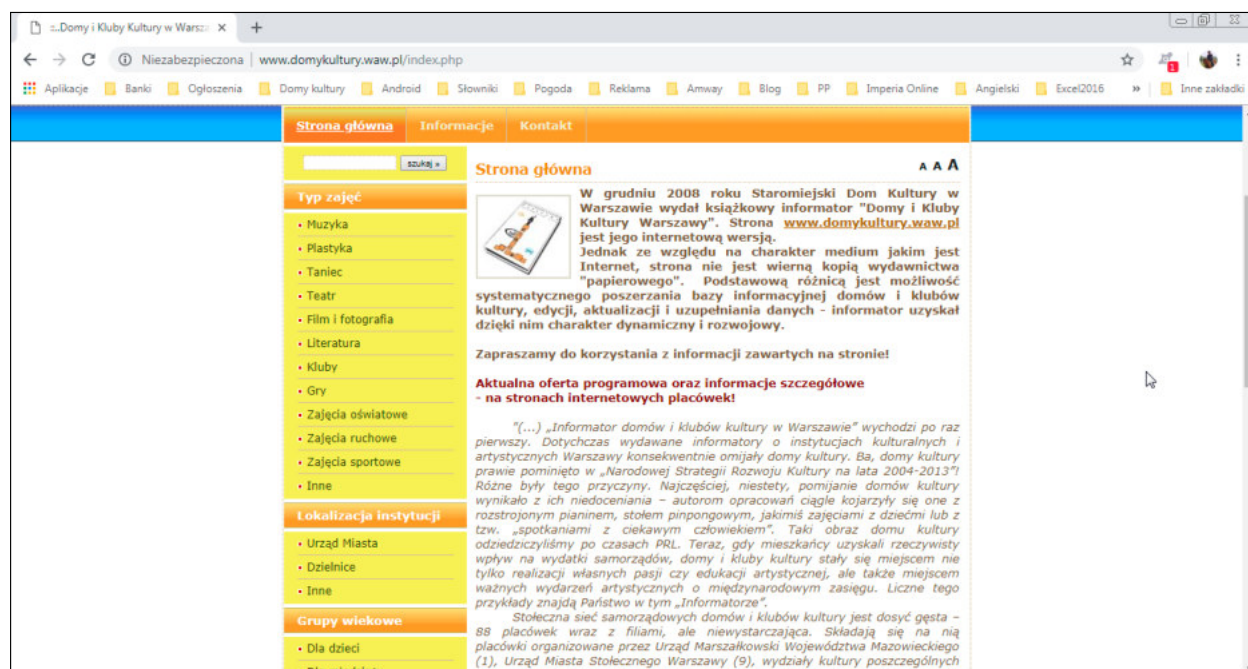 ::..Domy i Kluby Kultury w Warsz
Niezabezpieczona | www.domykultury.waw.pl/index.php
1
Aplikacje Banki Ogłoszenia Domy kultury Android Słowniki Pogoda Reklama Amway Blog PP Imperia Online Angielski Excel2016 » Inne zakładki
Strona główna Informacje Kontakt
szukaj »
Typ zajęć
Muzyka
Plastyka
Taniec
Teatr
Film i fotografia
Literatura
Kluby
Gry
Zajęcia oświatowe
Zajęcia ruchowe
Zajęcia sportowe
Inne
Lokalizacja instytucji
Urząd Miasta
Dzielnice
Inne
Grupy wiekowe
Dla dzieci
Strona główna
A A A
W grudniu 2008 roku Staromiejski Dom Kultury w
Warszawie wydał książkowy informator "Domy i Kluby
Kultury Warszawy". Strona www.domykultury.waw.pl
jest jego internetową wersją.
Jednak ze względu na charakter medium jakim jest
Internet, strona nie jest wierną kopią wydawnictwa
"papierowego". Podstawową różnicą jest możliwość
systematycznego poszerzania bazy informacyjnej domów i klubów
kultury, edycji, aktualizacji i uzupełniania danych - informator uzyskał
dzięki nim charakter dynamiczny i rozwojowy.
Zapraszamy do korzystania z informacji zawartych na stronie!
Aktualna oferta programowa oraz informacje szczegółowe
- na stronach internetowych placówek!
"(...) „Informator domów i klubów kultury w Warszawie” wychodzi po raz
pierwszy. Dotychczas wydawane informatory o instytucjach kulturalnych i
artystycznych Warszawy konsekwentnie omijały domy kultury. Ba, domy kultury
prawie pominięto w „Narodowej Strategii Rozwoju Kultury na lata 2004-2013”!
Różne były tego przyczyny. Najczęściej, niestety, pomijanie domów kultury
wynikało z ich niedoceniania – autorom opracowań ciągle kojarzyły się one z
rozstrojonym pianinem, stołem pinpongowym, jakimiś zajęciami z dziećmi lub z
tzw. „spotkaniami z ciekawym człowiekiem”. Taki obraz domu kultury
odziedziczyliśmy po czasach PRL. Teraz, gdy mieszkańcy uzyskali rzeczywisty
wpływ na wydatki samorządów, domy i kluby kultury stały się miejscem nie
tylko realizacji własnych pasji czy edukacji artystycznej, ale także miejscem
ważnych wydarzeń artystycznych o międzynarodowym zasięgu. Liczne tego
przykłady znajdą Państwo w tym „Informatorze”.
Stołeczna sieć samorządowych domów i klubów kultury jest dosyć gęsta –
88 placówek wraz z filiami, ale niewystarczająca. Składają się na nią
placówki organizowane przez Urząd Marszałkowski Województwa Mazowieckiego
(1), Urząd Miasta Stołecznego Warszawy (9), wydziały kultury poszczególnych